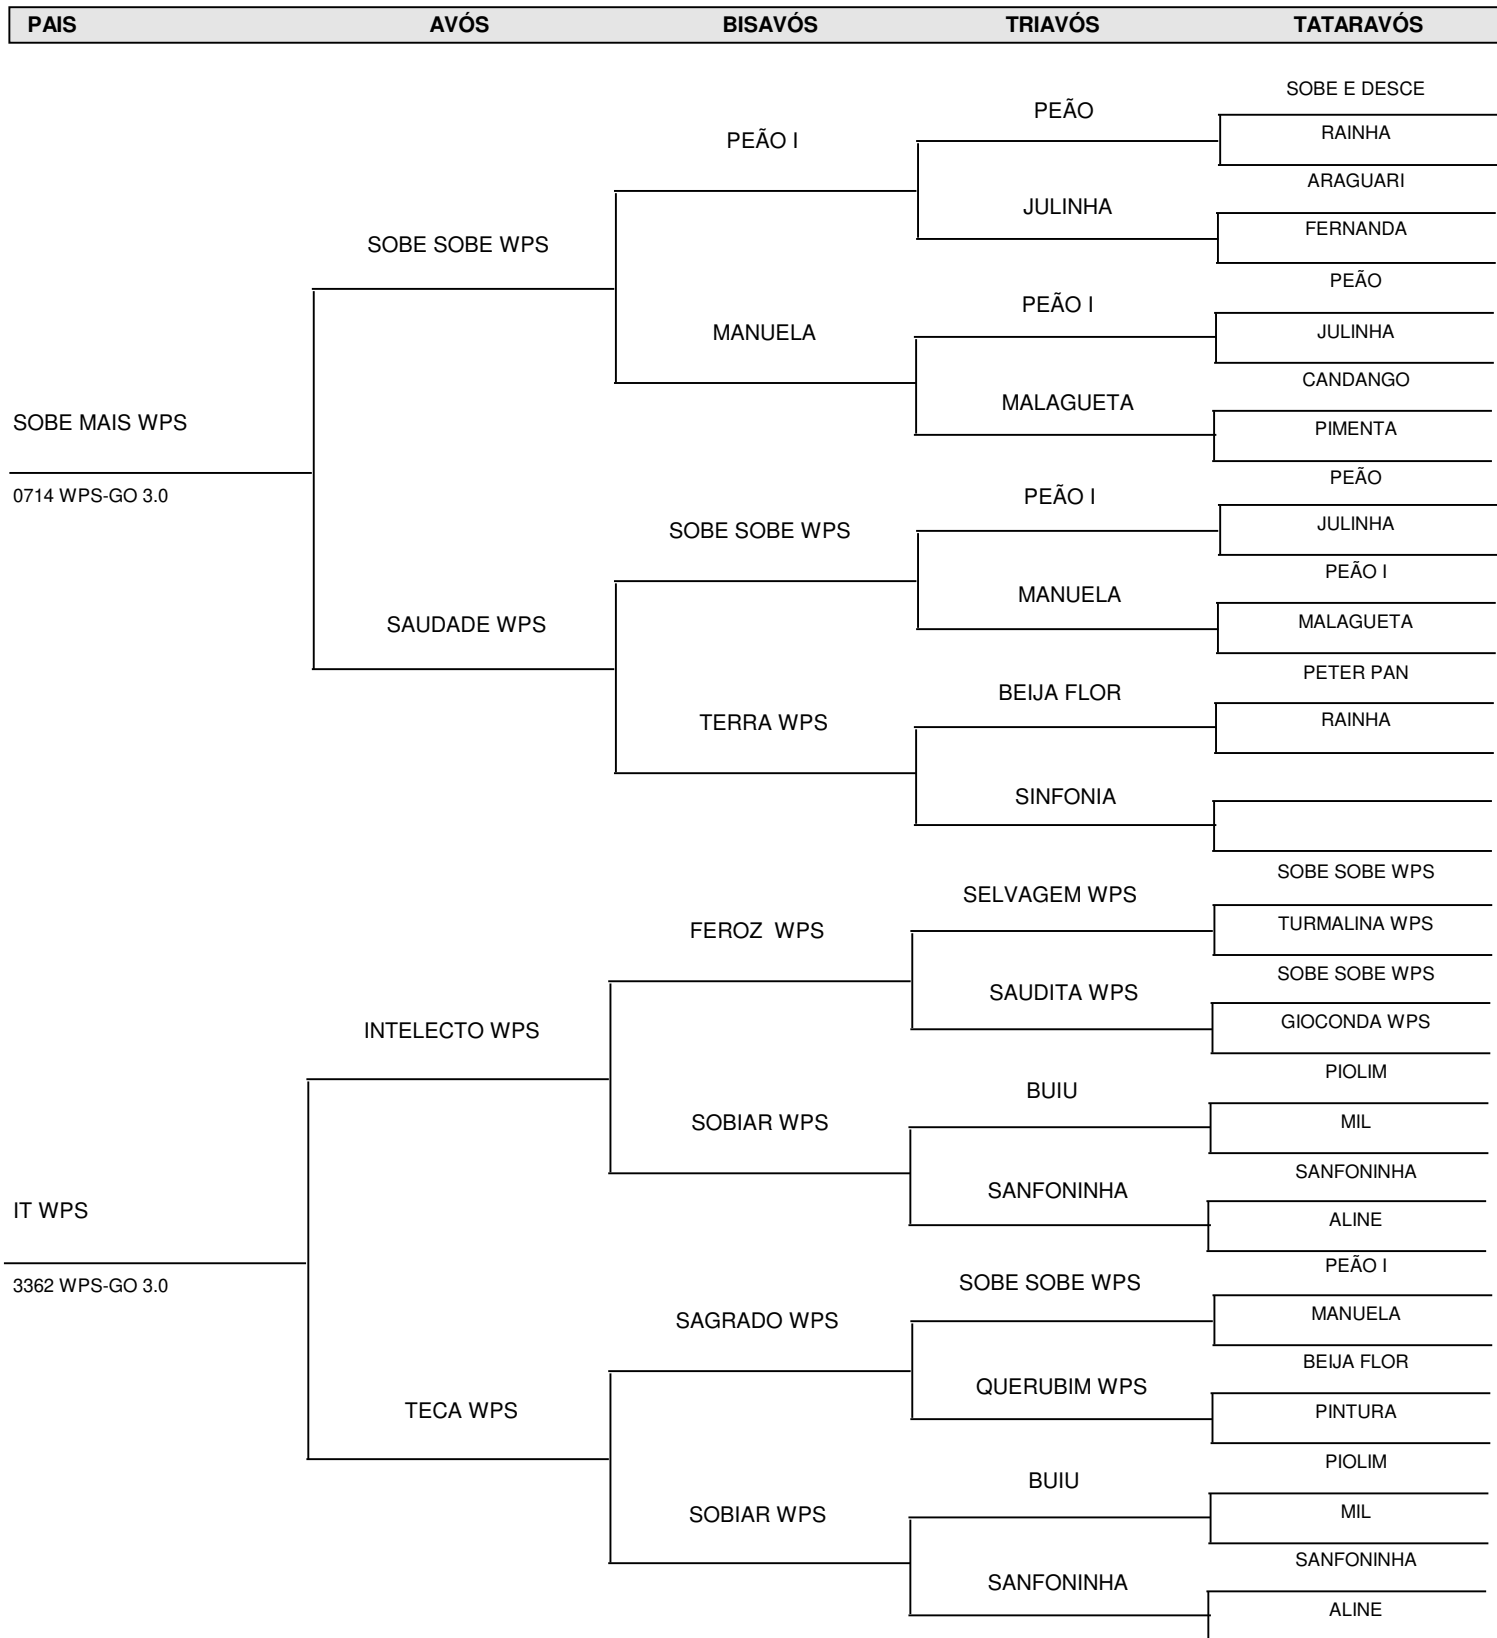 PAIS AVÓS BISAVÓS TRIAVÓS TATARAVÓS
SOBE E DESCE
PEÃO
RAINHA
PEÃO I
ARAGUARI
JULINHA
FERNANDA
SOBE SOBE WPS
PEÃO
PEÃO I
JULINHA
MANUELA
CANDANGO
MALAGUETA
SOBE MAIS WPS
PIMENTA
PEÃO
0714 WPS-GO 3.0
PEÃO I
JULINHA
SOBE SOBE WPS
PEÃO I
MANUELA
MALAGUETA
SAUDADE WPS
PETER PAN
BEIJA FLOR
RAINHA
TERRA WPS
SINFONIA
SOBE SOBE WPS
SELVAGEM WPS
TURMALINA WPS
FEROZ WPS
SOBE SOBE WPS
SAUDITA WPS
GIOCONDA WPS
INTELECTO WPS
PIOLIM
BUIU
MIL
SOBIAR WPS
SANFONINHA
SANFONINHA
IT WPS
ALINE
PEÃO I
SOBE SOBE WPS
3362 WPS-GO 3.0
MANUELA
SAGRADO WPS
BEIJA FLOR
QUERUBIM WPS
TECA WPS
PINTURA
PIOLIM
BUIU
MIL
SOBIAR WPS
SANFONINHA
SANFONINHA
ALINE